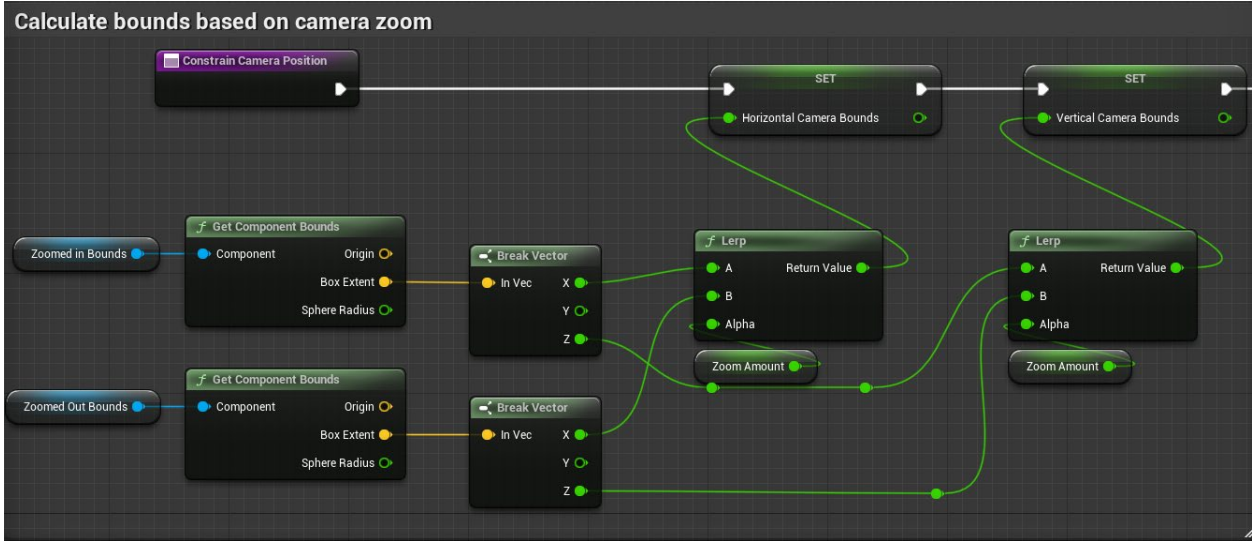 Calculate bounds based on camera zoom
Constrain Camera Position
SET
Horizontal Camera Bounds
SET
Vertical Camera Bounds
Zoomed in Bounds
f Get Component Bounds
Component
Origin
Box Extent
Sphere Radius
Break Vector
In Vec
X
Y
Z
f Lerp
A
Return Value
B
Alpha
Zoom Amount
f Lerp
A
Return Value
B
Alpha
Zoom Amount
Zoomed Out Bounds
f Get Component Bounds
Component
Origin
Box Extent
Sphere Radius
Break Vector
In Vec
X
Y
Z